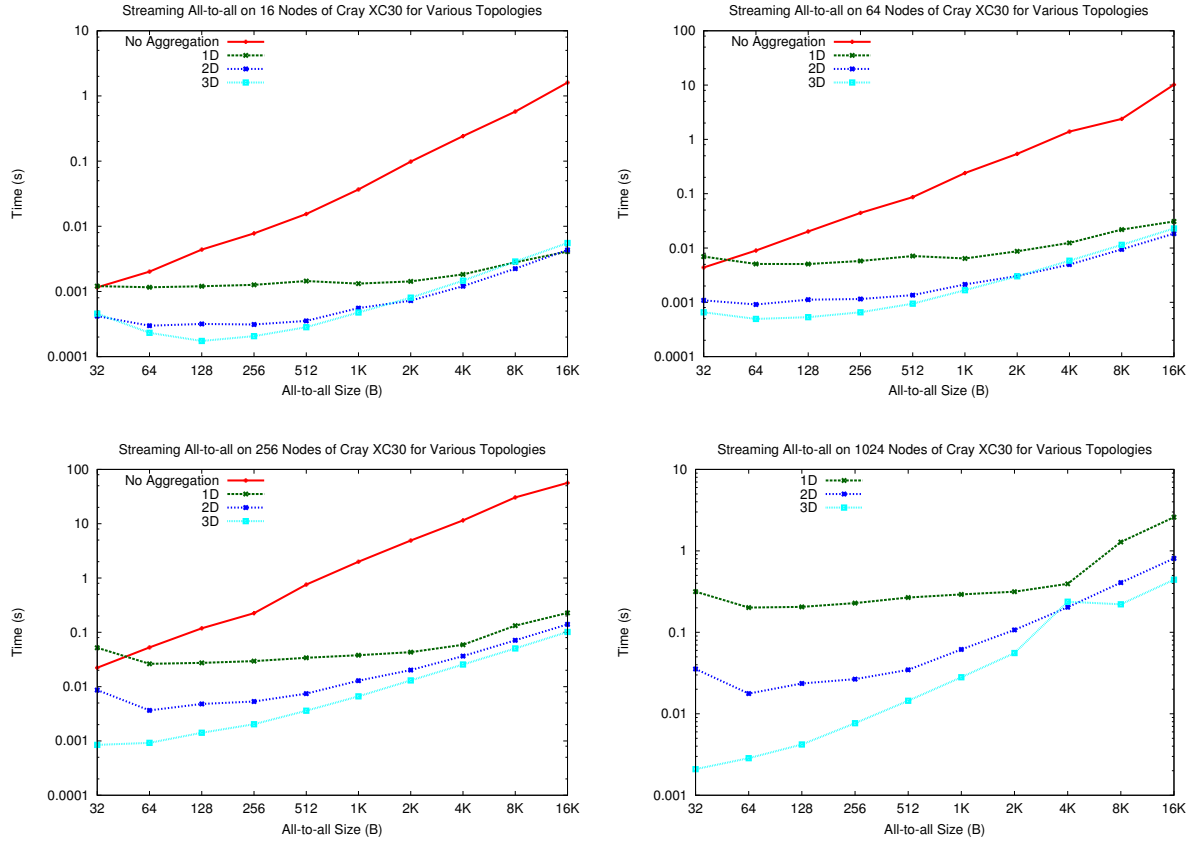 Streaming All-to-all on 16 Nodes of Cray XC30 for Various Topologies
No Aggregation
1D
2D
3D
Time (s)
10
1
0.1
0.01
0.001
0.0001
32 64 128 256 512 1K 2K 4K 8K 16K
All-to-all Size (B)
Streaming All-to-all on 64 Nodes of Cray XC30 for Various Topologies
No Aggregation
1D
2D
3D
Time (s)
100
10
1
0.1
0.01
0.001
0.0001
32 64 128 256 512 1K 2K 4K 8K 16K
All-to-all Size (B)
Streaming All-to-all on 256 Nodes of Cray XC30 for Various Topologies
No Aggregation
1D
2D
3D
Time (s)
100
10
1
0.1
0.01
0.001
0.0001
32 64 128 256 512 1K 2K 4K 8K 16K
All-to-all Size (B)
Streaming All-to-all on 1024 Nodes of Cray XC30 for Various Topologies
1D
2D
3D
Time (s)
10
1
0.1
0.01
0.001
32 64 128 256 512 1K 2K 4K 8K 16K
All-to-all Size (B)